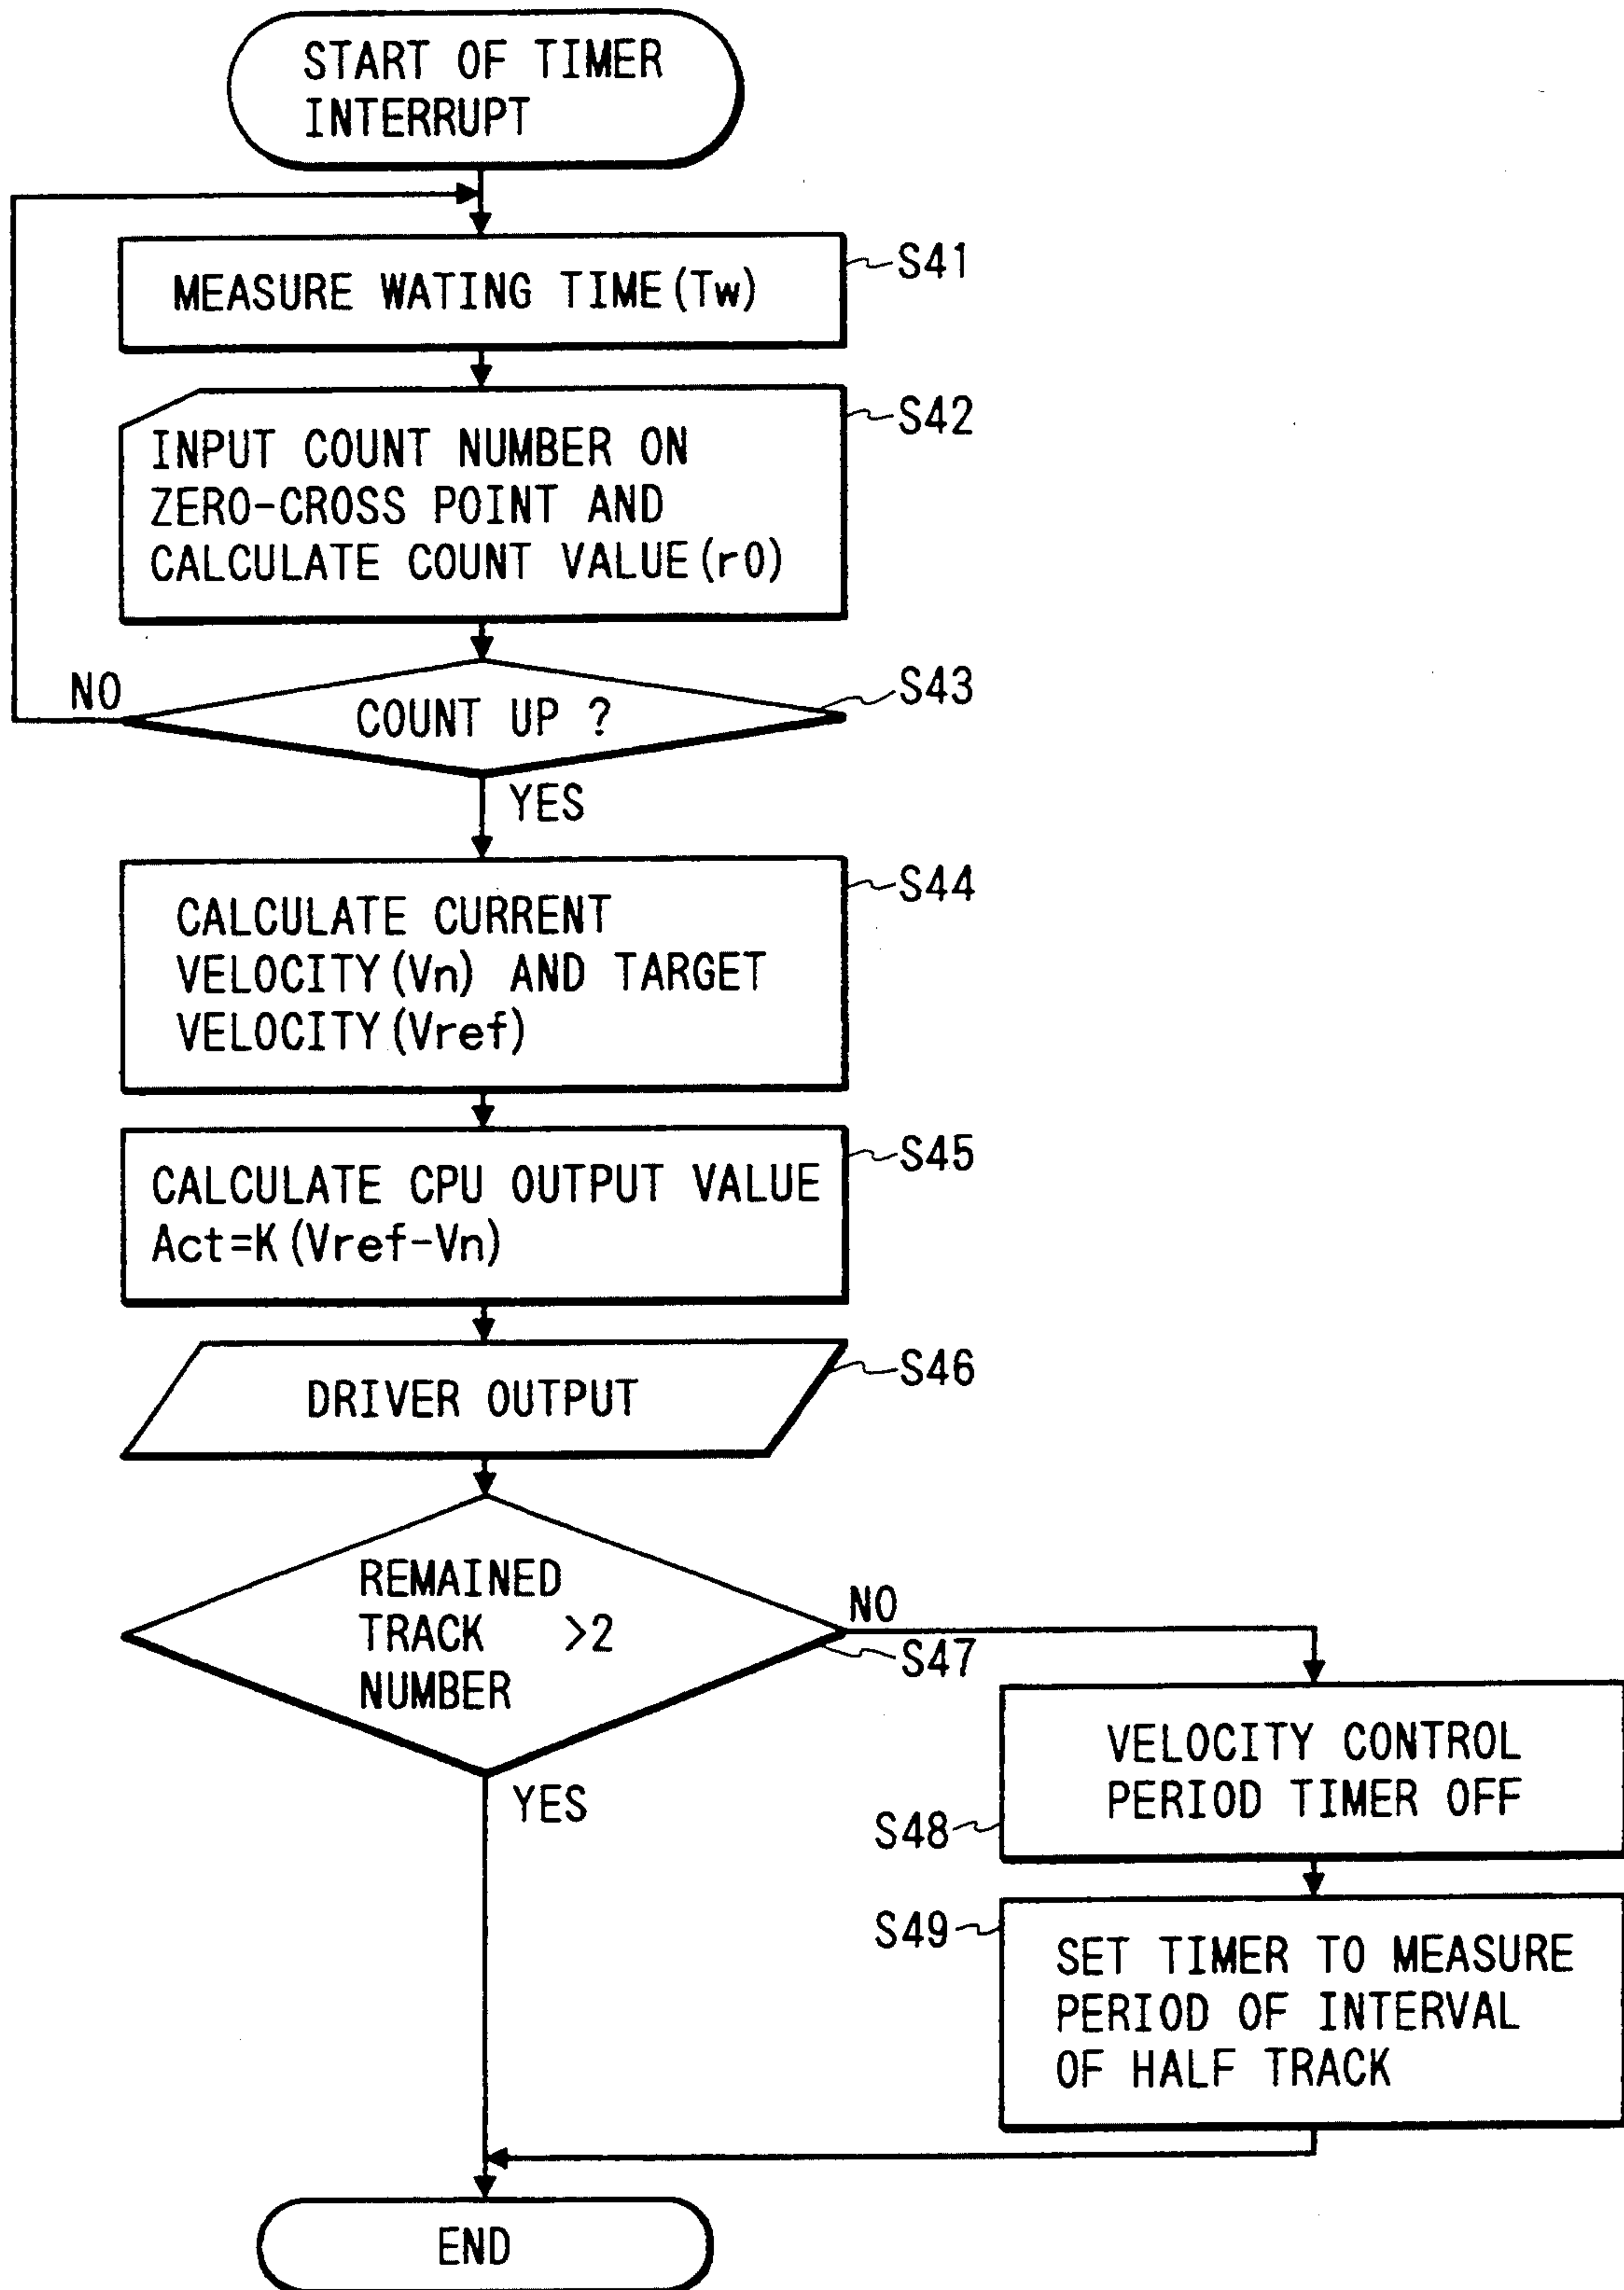 START OF TIMER
INTERRUPT
MEASURE WATING TIME(Tw)
S41
INPUT COUNT NUMBER ON
ZERO-CROSS POINT AND
CALCULATE COUNT VALUE(r0)
S42
NO
COUNT UP ?
S43
YES
CALCULATE CURRENT
VELOCITY(Vn) AND TARGET
VELOCITY(Vref)
S44
CALCULATE CPU OUTPUT VALUE
Act=K(Vref-Vn)
S45
DRIVER OUTPUT
S46
REMAINED
TRACK >2
NUMBER
NO
S47
YES
VELOCITY CONTROL
PERIOD TIMER OFF
S48
SET TIMER TO MEASURE
PERIOD OF INTERVAL
OF HALF TRACK
S49
END